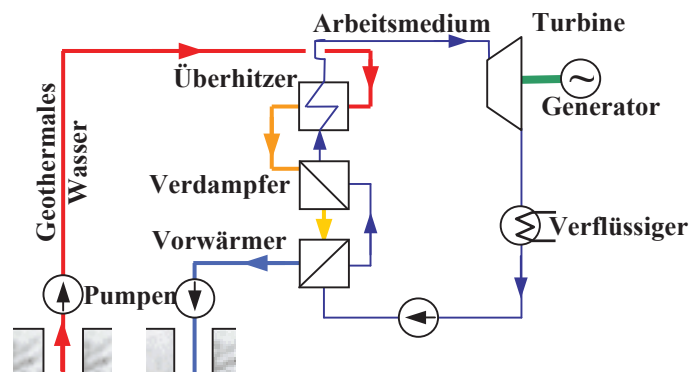 Arbeitsmedium
Turbine
Überhitzer
Generator
Geothermales
Wasser
Verdampfer
Vorwärmer
Verflüssiger
Pumpen